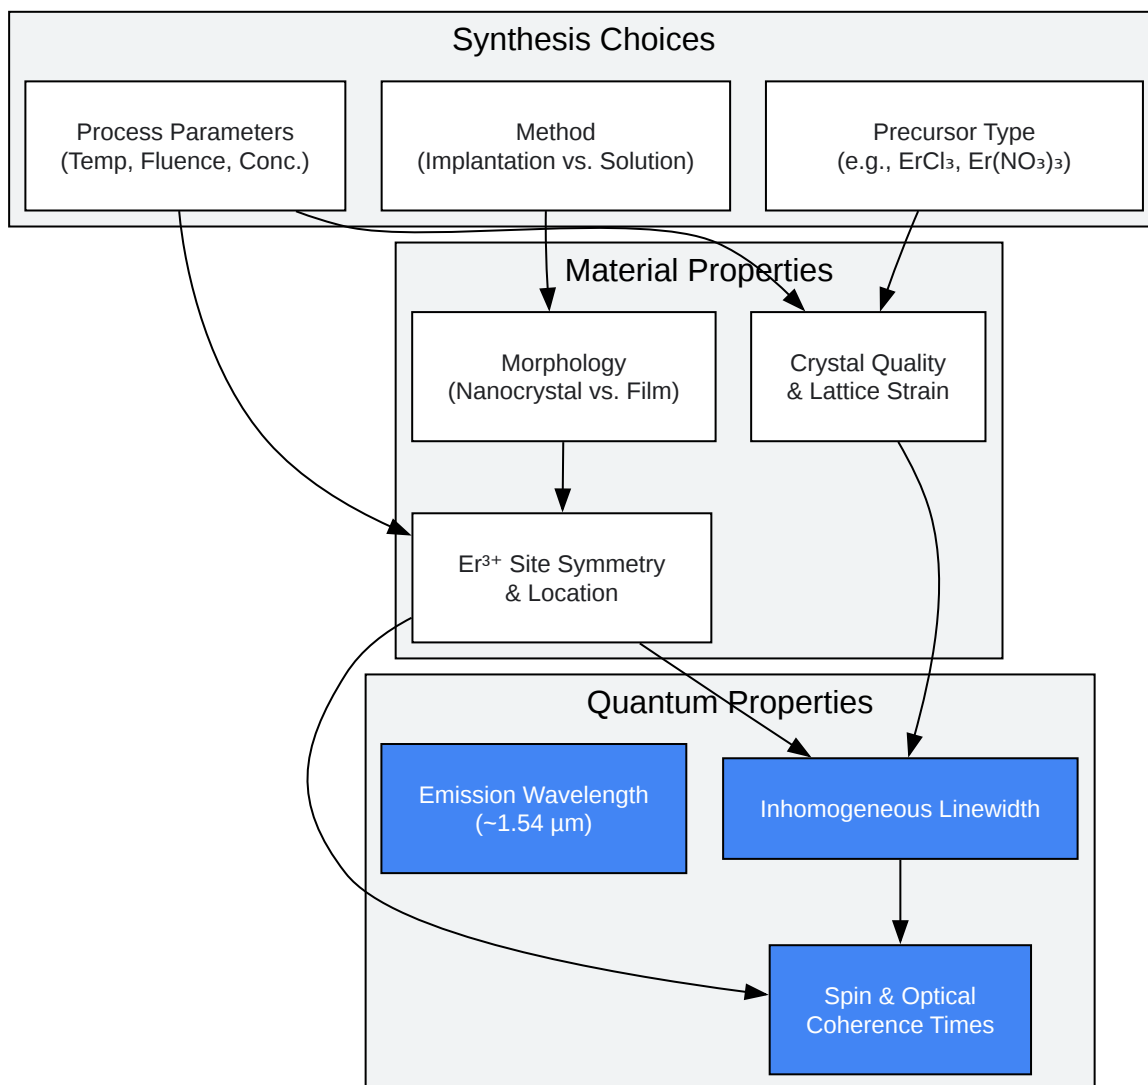 Synthesis Choices
Process Parameters
(Temp, Fluence, Conc.)
Method
(Implantation vs. Solution)
Precursor Type
(e.g., ErCl₃, Er(NO₃)₃)
Material Properties
Morphology
(Nanocrystal vs. Film)
Crystal Quality
& Lattice Strain
Er³⁺ Site Symmetry
& Location
Quantum Properties
Emission Wavelength
(~1.54 µm)
Inhomogeneous Linewidth
Spin & Optical
Coherence Times